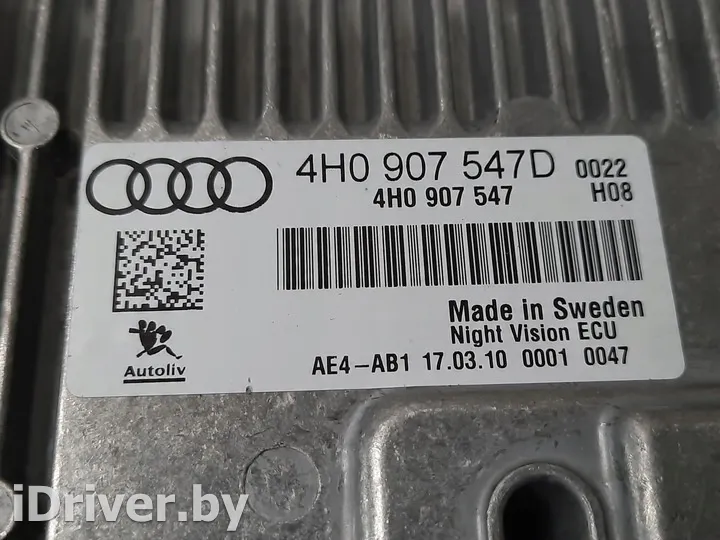 4H0 907 547D 0022
4H0 907 547 H08
Made in Sweden
Night Vision ECU
Autoliv
AE4-AB1 17.03.10 0001 0047
iDriver.by